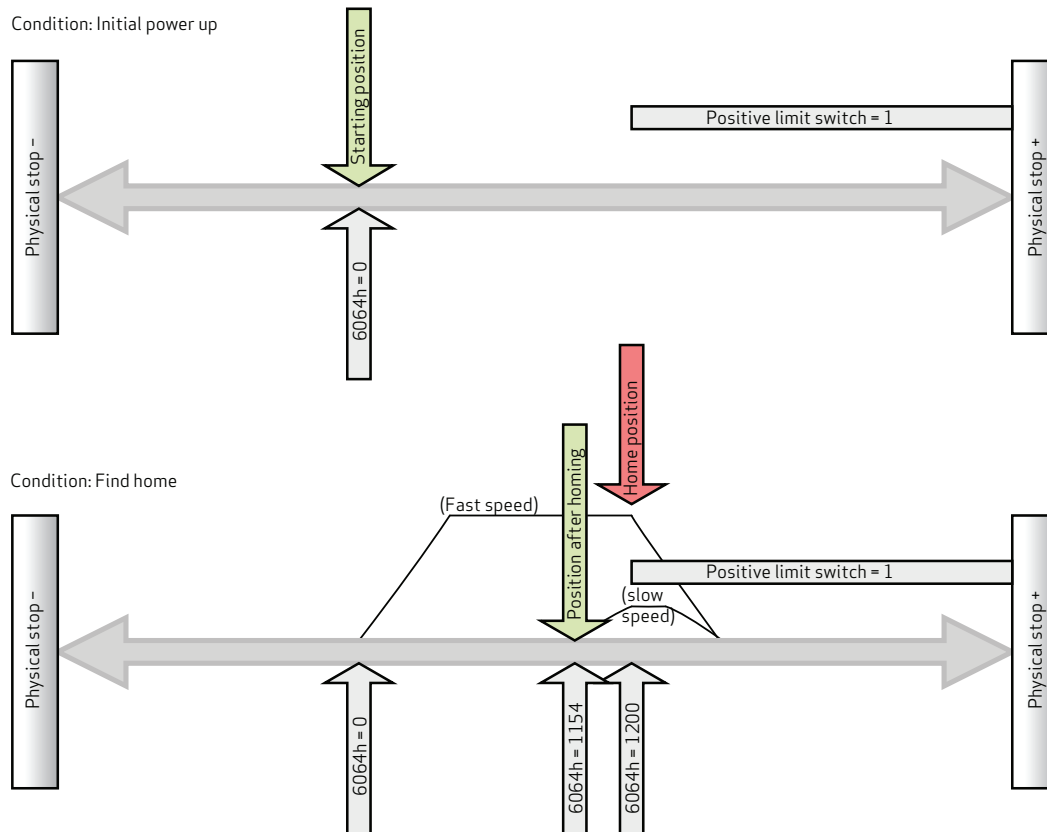 Condition: Initial power up
Starting position
Positive limit switch = 1
Physical stop –
Physical stop +
6064h = 0
Home position
Position after homing
Condition: Find home
(Fast speed)
Positive limit switch = 1
(slow
speed)
Physical stop –
Physical stop +
6064h = 0
6064h = 1154
6064h = 1200